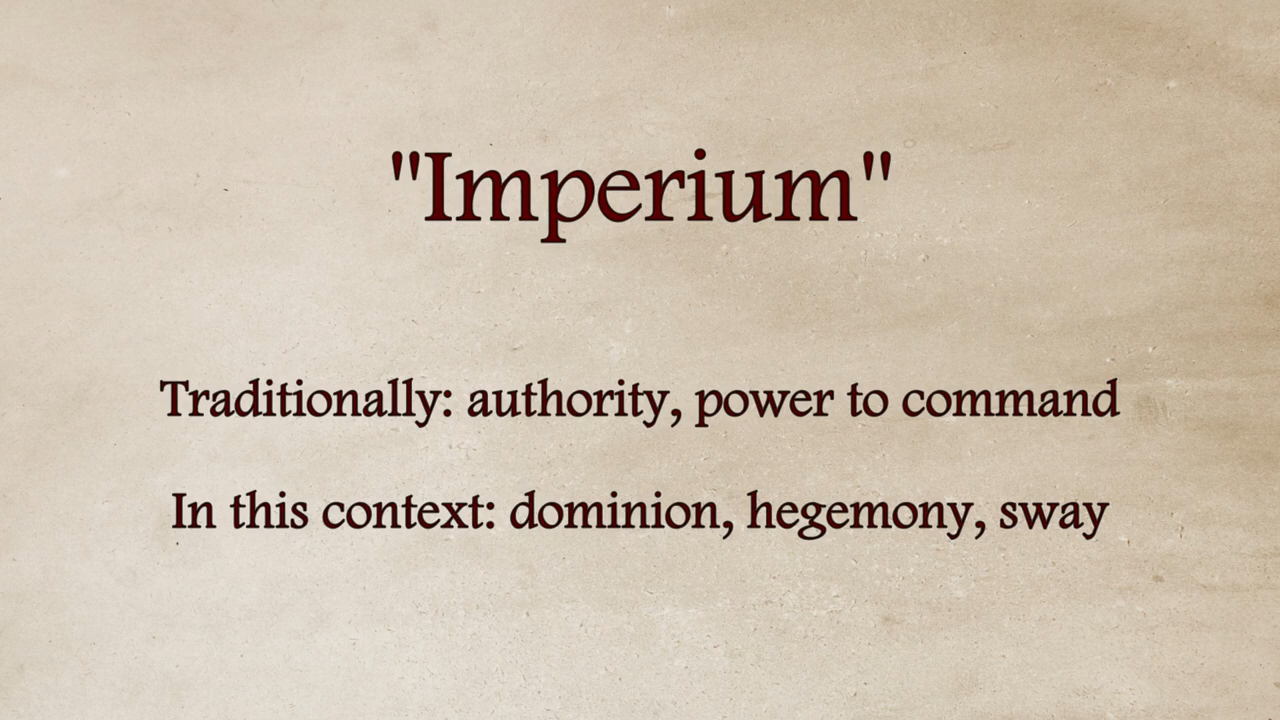 "Imperium"
Traditionally: authority, power to command
In this context: dominion, hegemony, sway